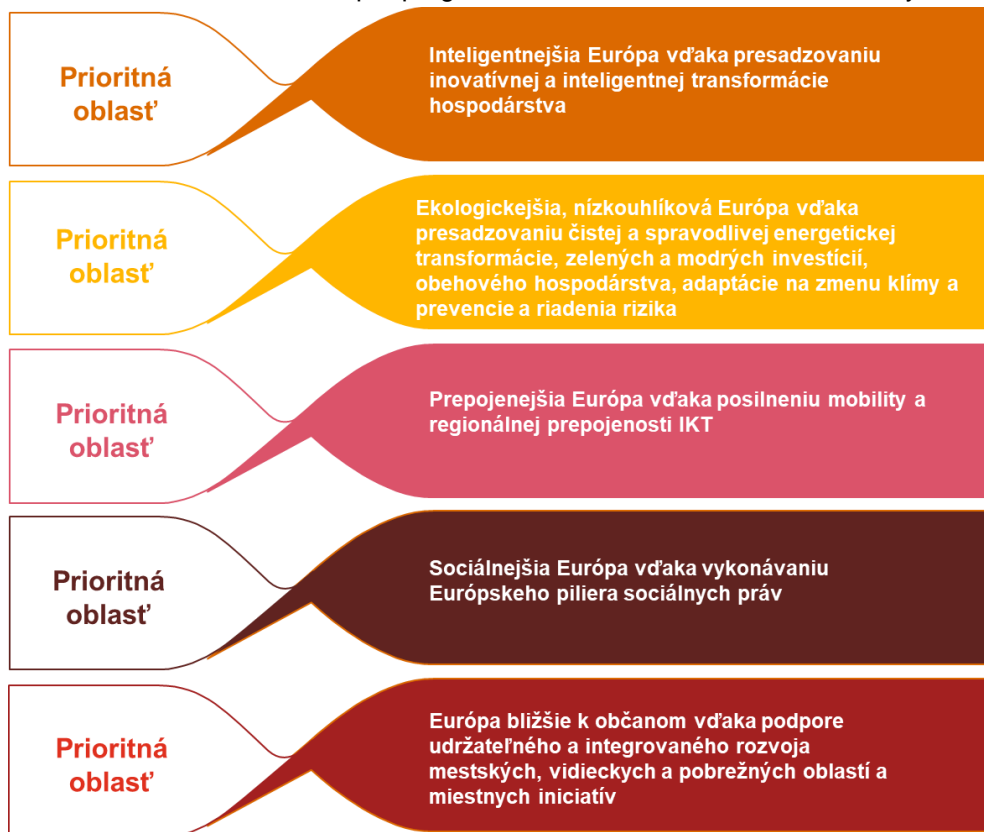 Prioritná
oblasť
Inteligentnejšia Európa vďaka presadzovaniu
inovatívnej a inteligentnej transformácie
hospodárstva
Prioritná
oblasť
Ekologickejšia, nízkouhlíková Európa vďaka
presadzovaniu čistej a spravodlivej energetickej
transformácie, zelených a modrých investícií,
obehového hospodárstva, adaptácie na zmenu klímy a
prevencie a riadenia rizika
Prioritná
oblasť
Prepojenejšia Európa vďaka posilneniu mobility a
regionálnej prepojenosti IKT
Prioritná
oblasť
Sociálnejšia Európa vďaka vykonávaniu
Európskeho piliera sociálnych práv
Prioritná
oblasť
Európa bližšie k občanom vďaka podpore
udržateľného a integrovaného rozvoja
mestských, vidieckych a pobrežných oblastí a
miestnych iniciatív